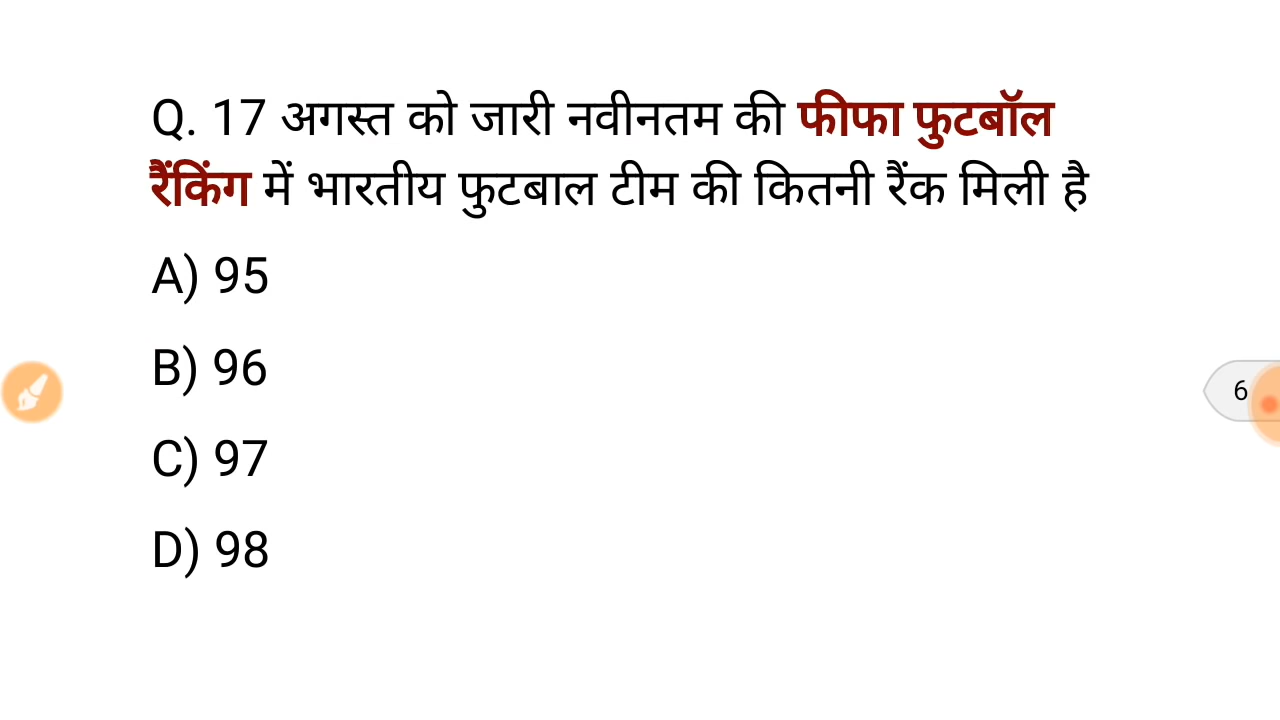 Q. 17 अगस्त को जारी नवीनतम की फीफा फुटबॉल
रैंकिंग में भारतीय फुटबाल टीम की कितनी रैंक मिली है
A) 95
B) 96
6
C) 97
D) 98